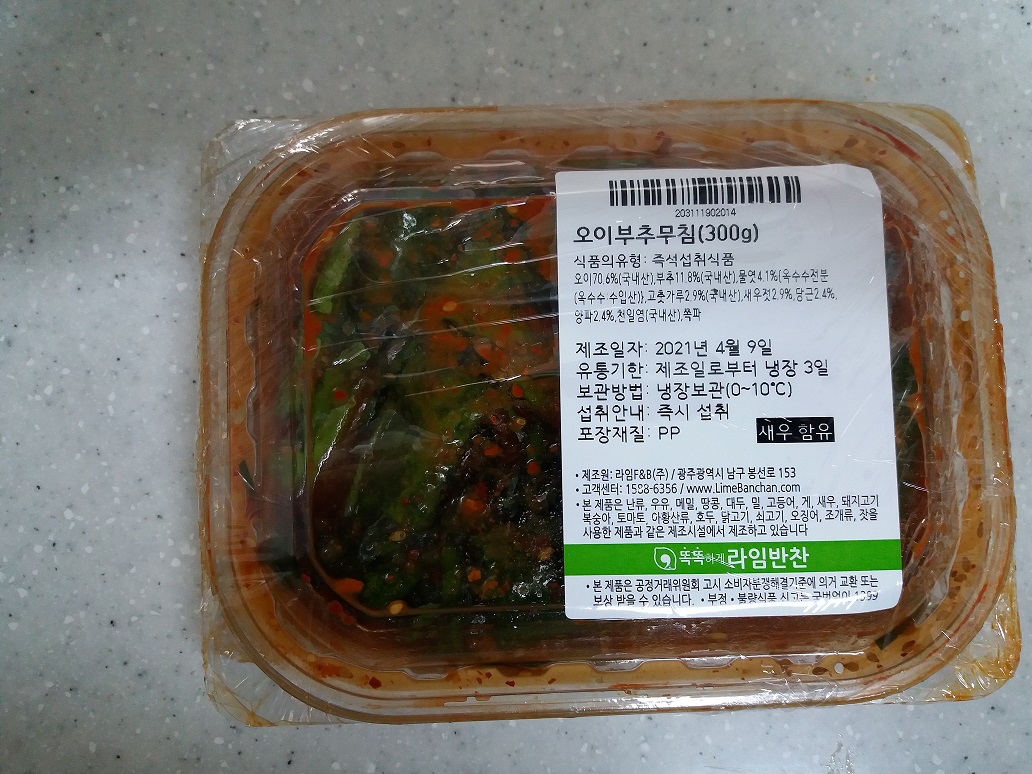 203111902014
오이부추무침(300g)
식품의유형: 즉석섭취식품
오이70.6%(국내산),부추11.8%(국내산),물엿4.1%{옥수수전분
(옥수수 수입산)},고춧가루2.9%(국내산),새우젓2.9%,당근2.4%,
양파2.4%,천일염(국내산),쪽파
제조일자: 2021년 4월 9일
유통기한: 제조일로부터 냉장 3일
보관방법: 냉장보관(0~10℃)
섭취안내: 즉시 섭취
포장재질: PP 새우 함유
• 제조원: 라임F&B(주) / 광주광역시 남구 봉선로 153
• 고객센터: 1588-6356 / www.LimeBanchan.com
• 본 제품은 난류, 우유, 메밀, 땅콩, 대두, 밀, 고등어, 게, 새우, 돼지고기
복숭아, 토마토, 아황산류, 호두, 닭고기, 쇠고기, 오징어, 조개류, 잣을
사용한 제품과 같은 제조시설에서 제조하고 있습니다
똑똑하게 라임반찬
• 본 제품은 공정거래위원회 고시 소비자분쟁해결기준에 의거 교환 또는
보상 받을 수 있습니다. • 부정 • 불량식품 신고는 국번없이 1399